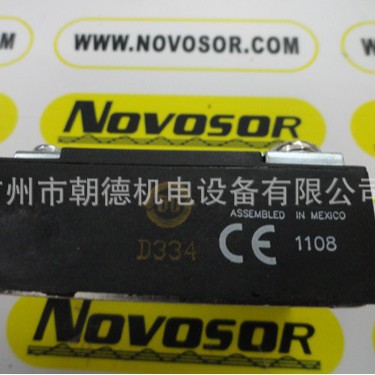 WWW.NOVOSOR.COM
NOVOSOR
州市朝德机电设备有限公司
ASSEMBLED IN MEXICO
D334
CE 1108
NOVOSOR